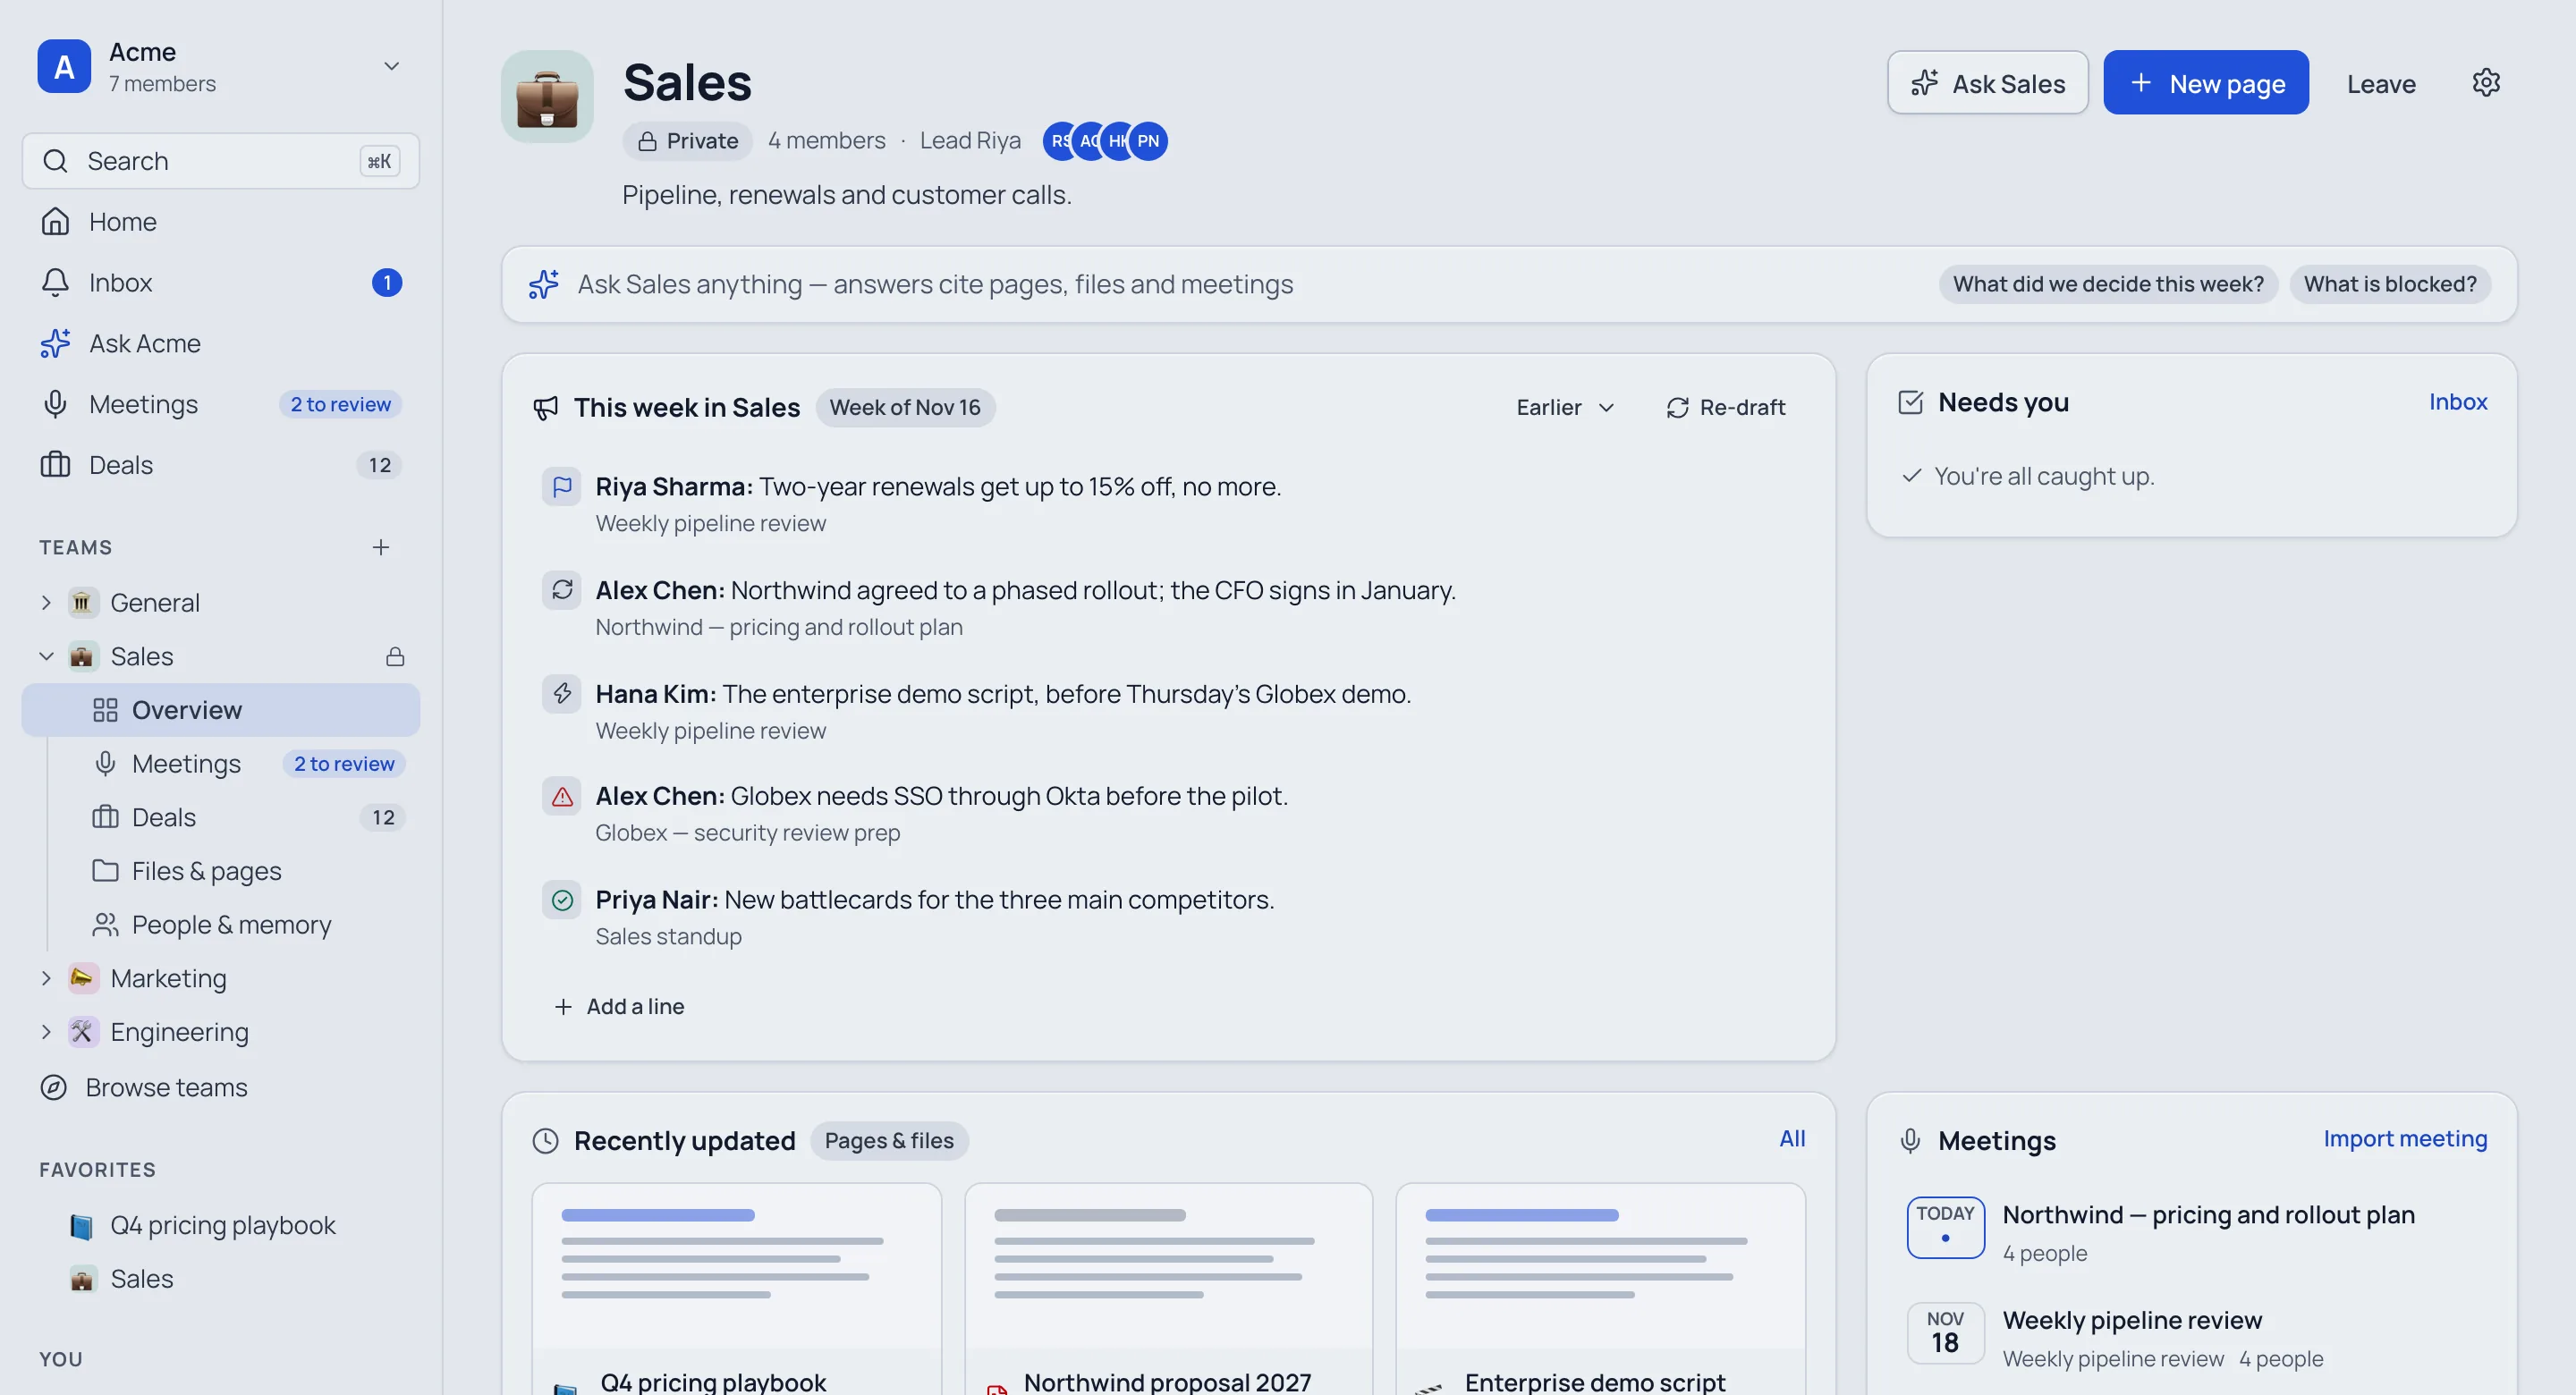 A
Acme
7 members
Search
⌘K
Home
Inbox
1
Ask Acme
Meetings
2 to review
Deals
12
TEAMS
General
Sales
Overview
Meetings
2 to review
Deals
12
Files & pages
People & memory
Marketing
Engineering
Browse teams
FAVORITES
Q4 pricing playbook
Sales
YOU
Sales
Private
4 members · Lead Riya
PN
Pipeline, renewals and customer calls.
Ask Sales
New page
Leave
Ask Sales anything — answers cite pages, files and meetings
What did we decide this week?
What is blocked?
This week in Sales
Week of Nov 16
Earlier
Re-draft
Riya Sharma: Two-year renewals get up to 15% off, no more.
Weekly pipeline review
Alex Chen: Northwind agreed to a phased rollout; the CFO signs in January.
Northwind — pricing and rollout plan
Hana Kim: The enterprise demo script, before Thursday’s Globex demo.
Weekly pipeline review
Alex Chen: Globex needs SSO through Okta before the pilot.
Globex — security review prep
Priya Nair: New battlecards for the three main competitors.
Sales standup
Add a line
Needs you
Inbox
You're all caught up.
Recently updated
Pages & files
All
Q4 pricing playbook
Northwind proposal 2027
Enterprise demo script
Meetings
Import meeting
TODAY
Northwind — pricing and rollout plan
4 people
NOV
18
Weekly pipeline review
Weekly pipeline review 4 people